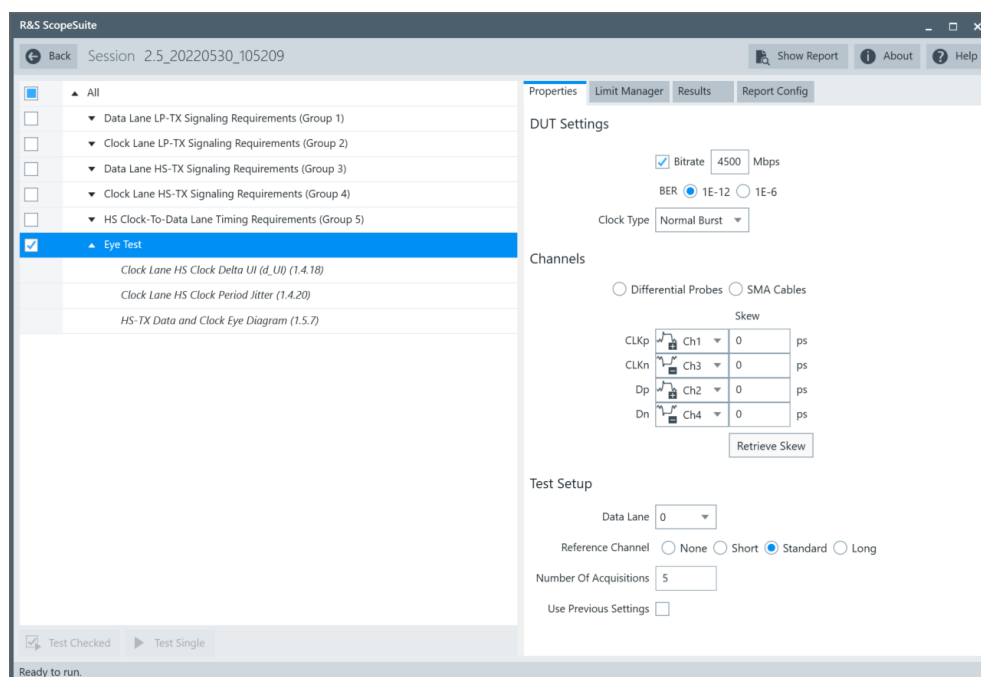 R&S ScopeSuite
Back Session 2.5_20220530_105209 Show Report About Help
All
Data Lane LP-TX Signaling Requirements (Group 1)
Clock Lane LP-TX Signaling Requirements (Group 2)
Data Lane HS-TX Signaling Requirements (Group 3)
Clock Lane HS-TX Signaling Requirements (Group 4)
HS Clock-To-Data Lane Timing Requirements (Group 5)
Eye Test
Clock Lane HS Clock Delta UI (d_UI) (1.4.18)
Clock Lane HS Clock Period Jitter (1.4.20)
HS-TX Data and Clock Eye Diagram (1.5.7)
Test Checked Test Single
Properties Limit Manager Results Report Config
DUT Settings
Bitrate 4500 Mbps
BER 1E-12 1E-6
Clock Type Normal Burst
Channels
Differential Probes SMA Cables
Skew
CLKp Ch1 0 ps
CLKn Ch3 0 ps
Dp Ch2 0 ps
Dn Ch4 0 ps
Retrieve Skew
Test Setup
Data Lane 0
Reference Channel None Short Standard Long
Number Of Acquisitions 5
Use Previous Settings
Ready to run.